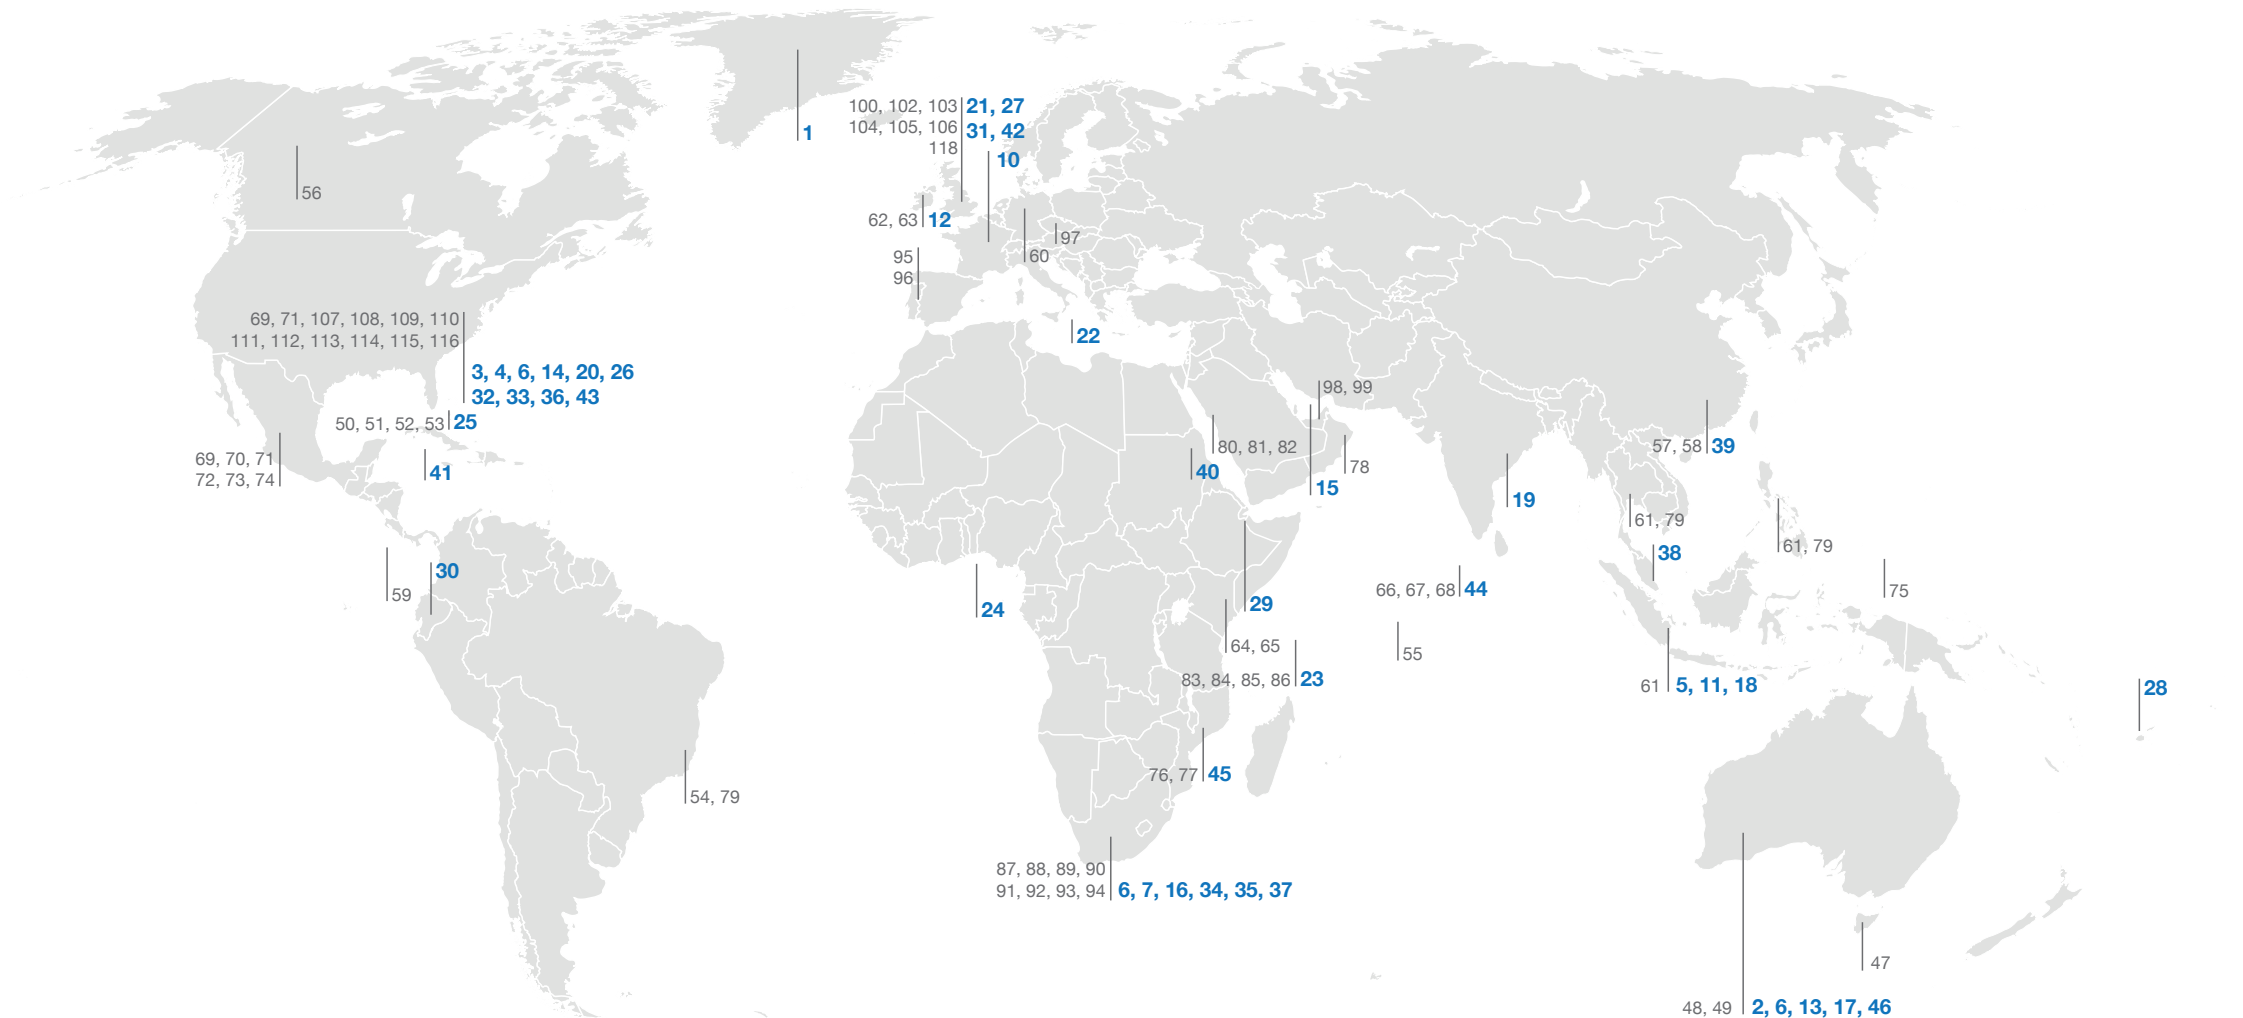 100, 102, 103 21, 27
104, 105, 106 31, 42
118
1
10
56
62, 63 12
97
95
60
96
69, 71, 107, 108, 109, 110
111, 112, 113, 114, 115, 116
22
3, 4, 6, 14, 20, 26
32, 33, 36, 43
98, 99
50, 51, 52, 53 25
80, 81, 82
57, 58 39
69, 70, 71
72, 73, 74
41
40
78
15
19
61, 79
61, 79
38
30
59
24
29
66, 67, 68 44
75
64, 65
55
83, 84, 85, 86 23
61 5, 11, 18
28
76, 77 45
54, 79
87, 88, 89, 90
91, 92, 93, 94 6, 7, 16, 34, 35, 37
47
48, 49 2, 6, 13, 17, 46